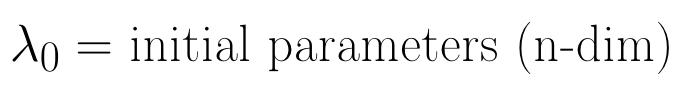 λ₀ = initial parameters (n-dim)